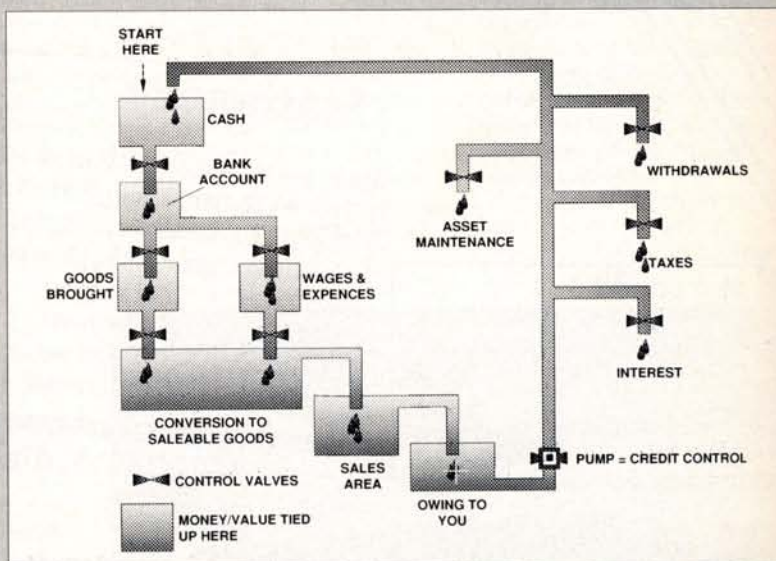 START
HERE
CASH
BANK
ACCOUNT
WITHDRAWALS
ASSET
MAINTENANCE
TAXES
GOODS
BROUGHT
WAGES &
EXPENCES
INTEREST
CONVERSION TO
SALEABLE GOODS
SALES
AREA
PUMP = CREDIT CONTROL
OWING TO
YOU
CONTROL VALVES
MONEY/VALUE TIED
UP HERE